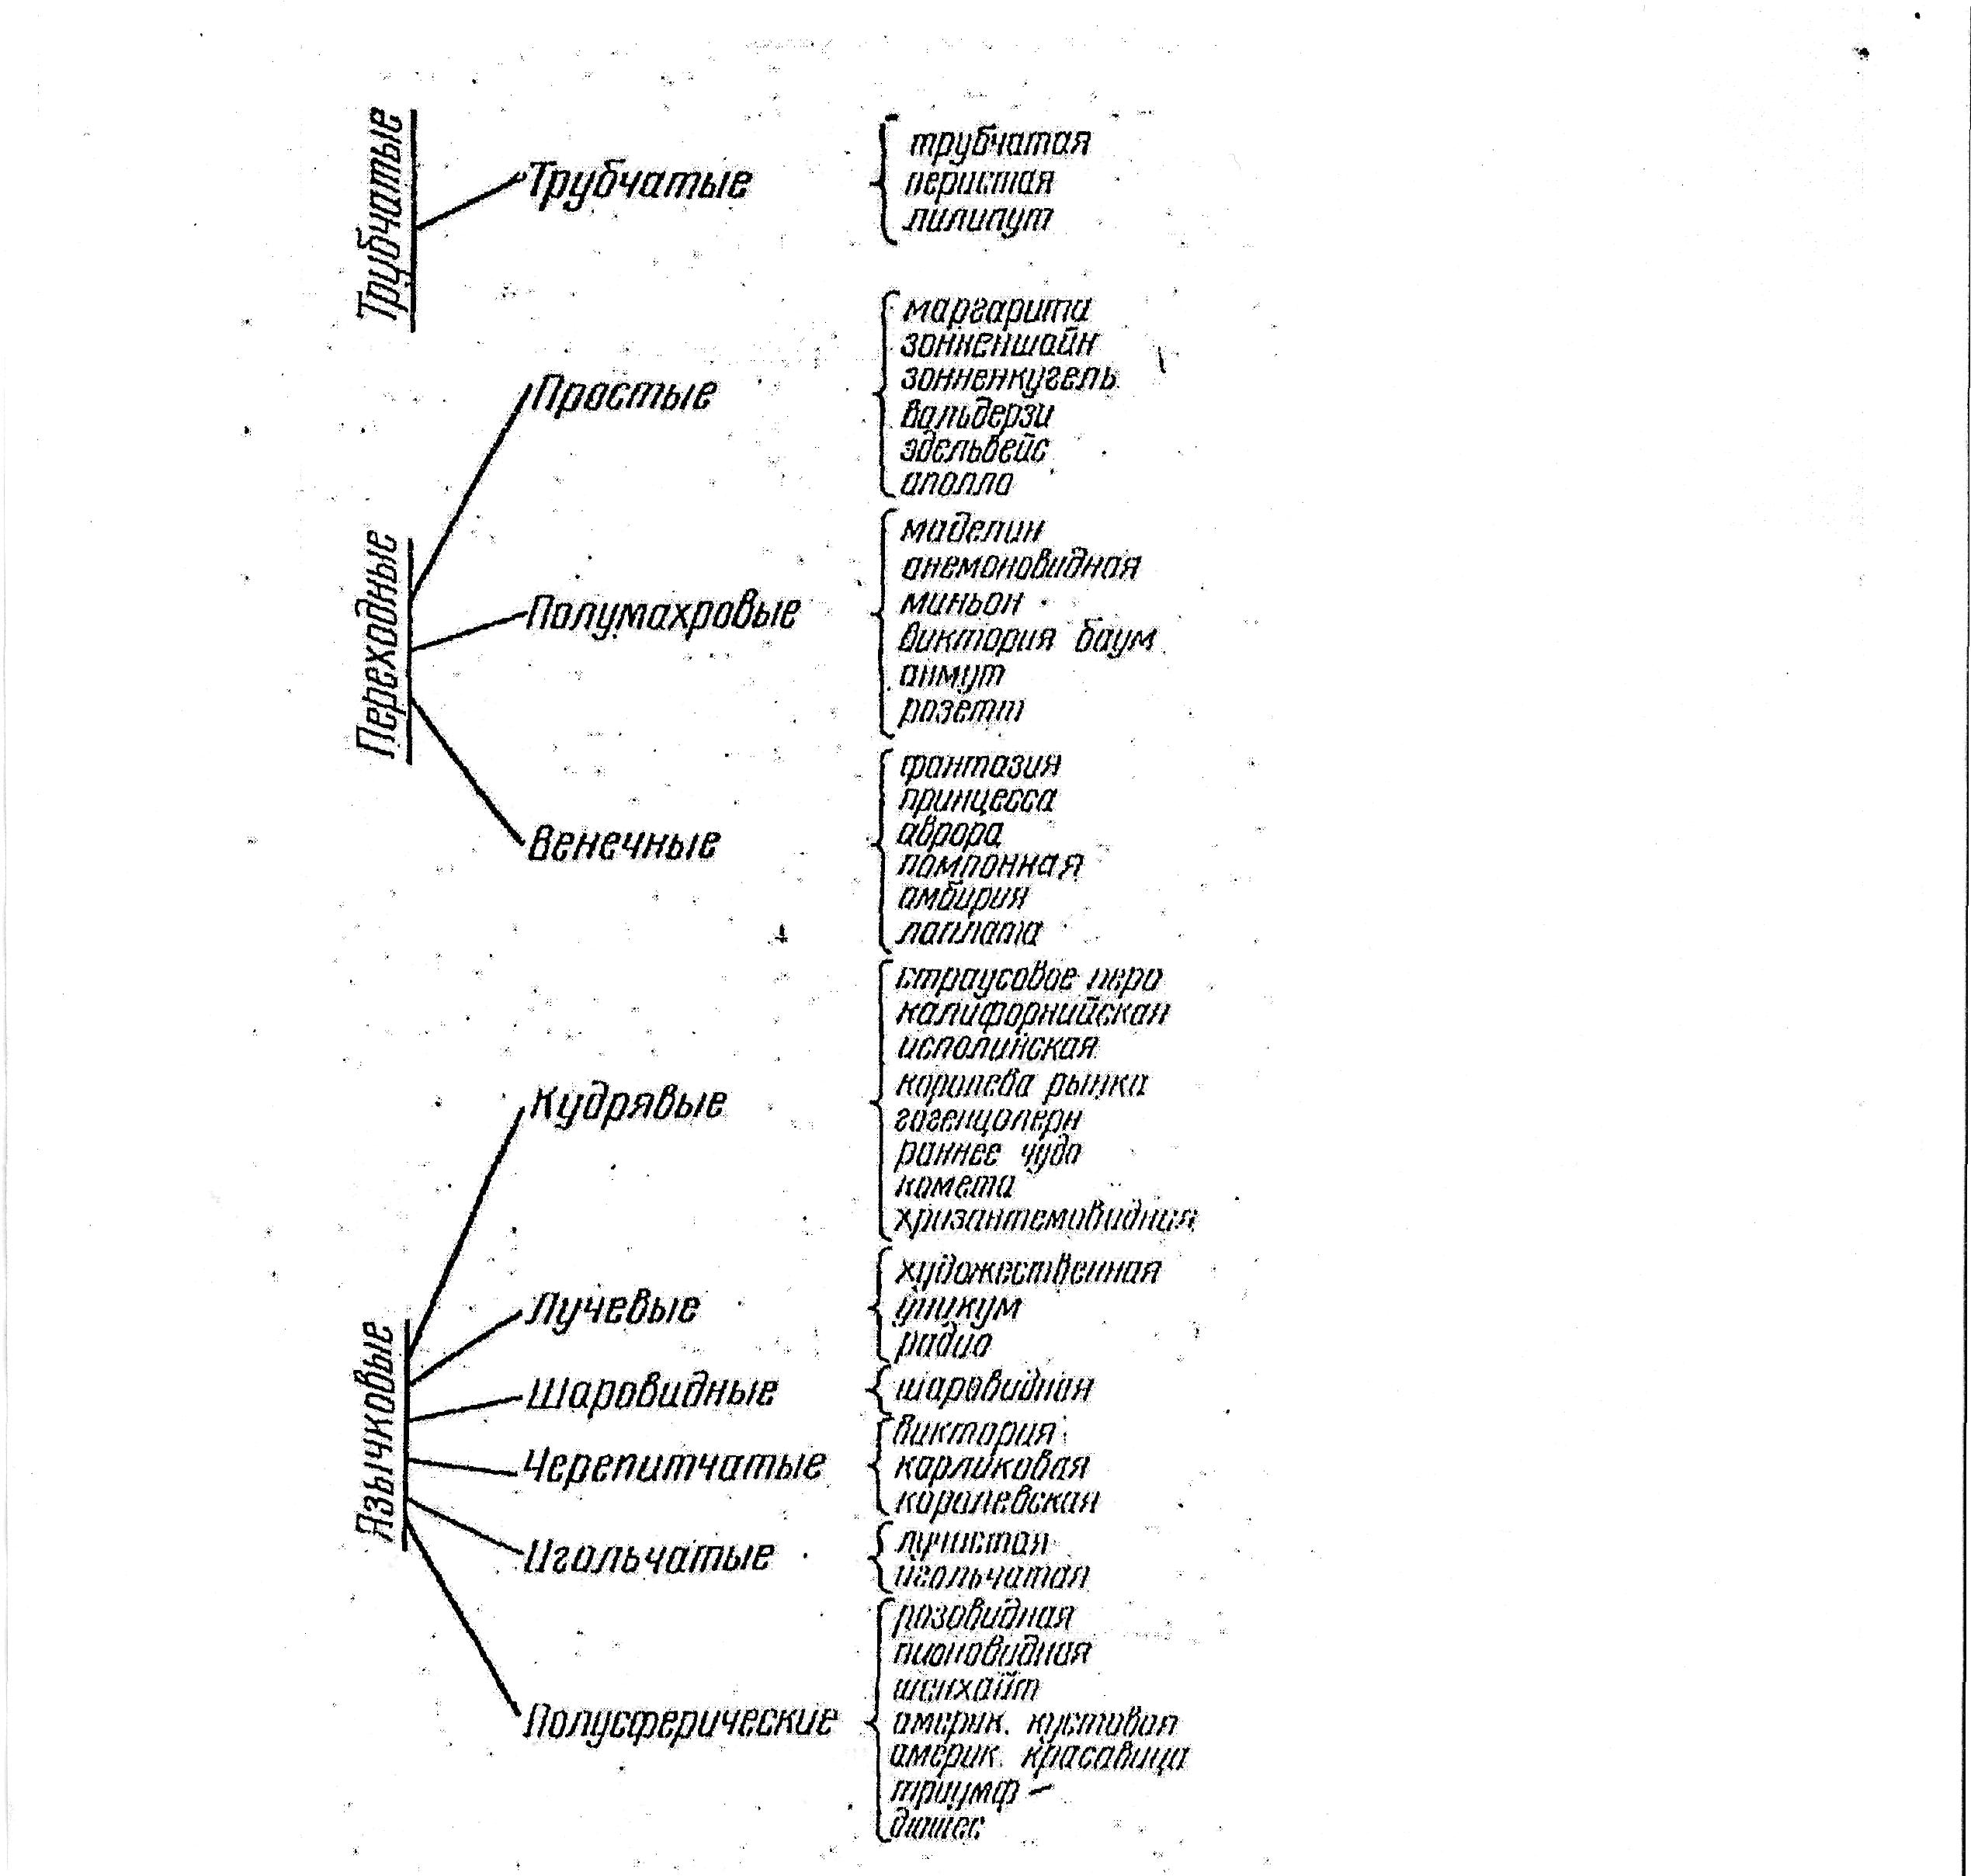 Трубчатые
Трубчатые
трубчатая
перистая
лилипут
Переходные
Простые
маргарита
зонненшайн
зонненкугель
вальдерзи
эдельвейс
аполло
Полумахровые
маделин
анемоновидная
миньон
виктория баум
анмут
розетт
Венечные
фантазия
принцесса
аврора
помпонная
амбирия
лаплата
Язычковые
Кудрявые
страусовое перо
калифорнийская
исполинская
королева рынка
гогенцолерн
раннее чудо
комета
хризантемовидная
Лучевые
художественная
уникум
радио
Шаровидные
шаровидная
Черепитчатые
виктория
карликовая
королевская
Игольчатые
лучистая
игольчатая
Полусферические
розовидная
пионовидная
шенхайт
америк. кустовая
америк. красавица
триумф
дюшес